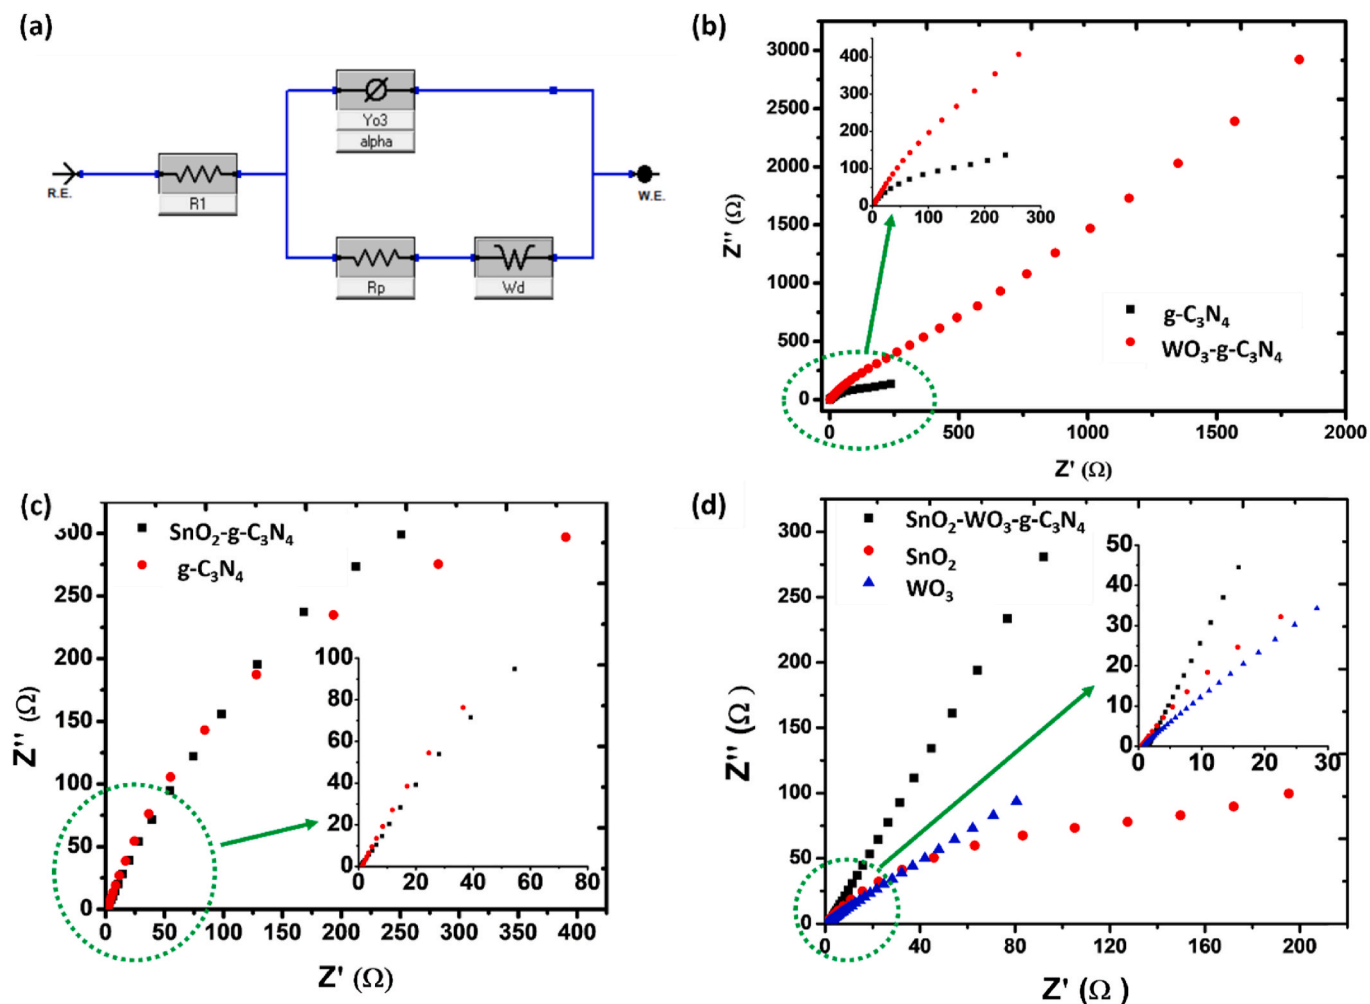 (a)
R.E.
R1
Yo3
alpha
Rp
Wd
W.E.
(b)
Z'' (Ω)
3000
2500
2000
1500
1000
500
0
0
500
1000
1500
2000
Z' (Ω)
400
300
200
100
0
0
100
200
300
g-C₃N₄
WO₃-g-C₃N₄
(c)
Z'' (Ω)
300
250
200
150
100
50
0
0
50
100
150
200
250
300
350
400
Z' (Ω)
SnO₂-g-C₃N₄
g-C₃N₄
100
80
60
40
20
0
0
20
40
60
80
(d)
Z'' (Ω )
300
250
200
150
100
50
0
0
40
80
120
160
200
Z' (Ω )
SnO₂-WO₃-g-C₃N₄
SnO₂
WO₃
50
40
30
20
10
0
0
10
20
30